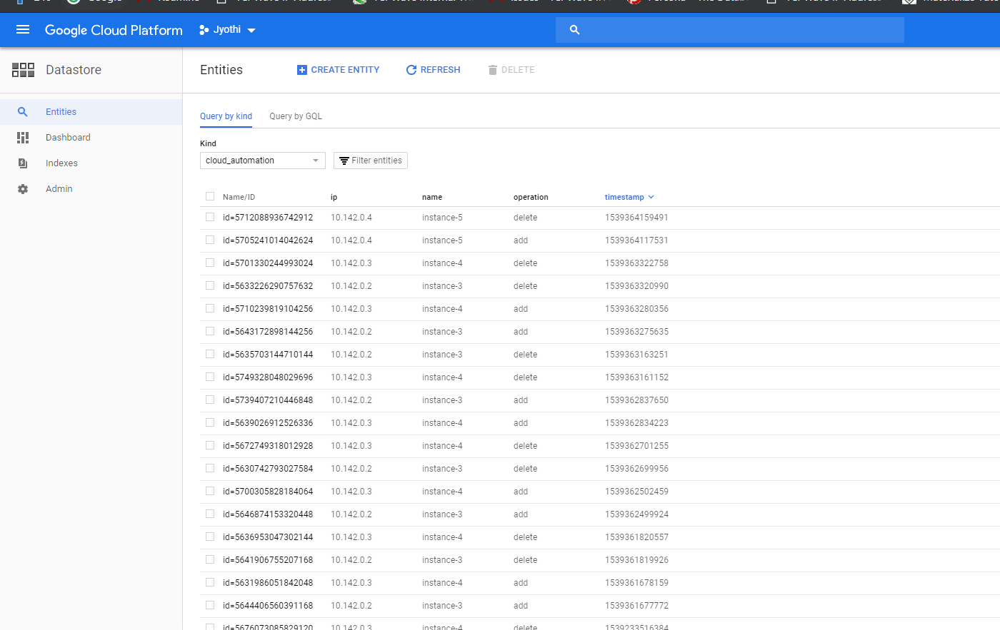 Google Cloud Platform Jyothi
Datastore
Entities CREATE ENTITY REFRESH DELETE
Entities
Dashboard
Indexes
Admin
Query by kind Query by GQL
Kind
cloud_automation Filter entities
Name/ID ip name operation timestamp
id=5712088936742912 10.142.0.4 instance-5 delete 1539364159491
id=5705241014042624 10.142.0.4 instance-5 add 1539364117531
id=5701330244993024 10.142.0.3 instance-4 delete 1539363322758
id=5633226290757632 10.142.0.2 instance-3 delete 1539363320990
id=5710239819104256 10.142.0.3 instance-4 add 1539363280356
id=5643172898144256 10.142.0.2 instance-3 add 1539363275635
id=5635703144710144 10.142.0.2 instance-3 delete 1539363163251
id=5749328048029696 10.142.0.3 instance-4 delete 1539363161152
id=5739407210446848 10.142.0.2 instance-3 add 1539362837650
id=5639026912526336 10.142.0.3 instance-4 add 1539362834223
id=5672749318012928 10.142.0.3 instance-4 delete 1539362701255
id=5630742793027584 10.142.0.2 instance-3 delete 1539362699956
id=5700305828184064 10.142.0.3 instance-4 add 1539362502459
id=5646874153320448 10.142.0.2 instance-3 add 1539362499924
id=5636953047302144 10.142.0.3 instance-4 delete 1539361820557
id=5641906755207168 10.142.0.2 instance-3 delete 1539361819926
id=5631986051842048 10.142.0.3 instance-4 add 1539361678159
id=5644406560391168 10.142.0.2 instance-3 add 1539361677772
id=5676073085829120 10.142.0.3 instance-4 delete 1539233516384